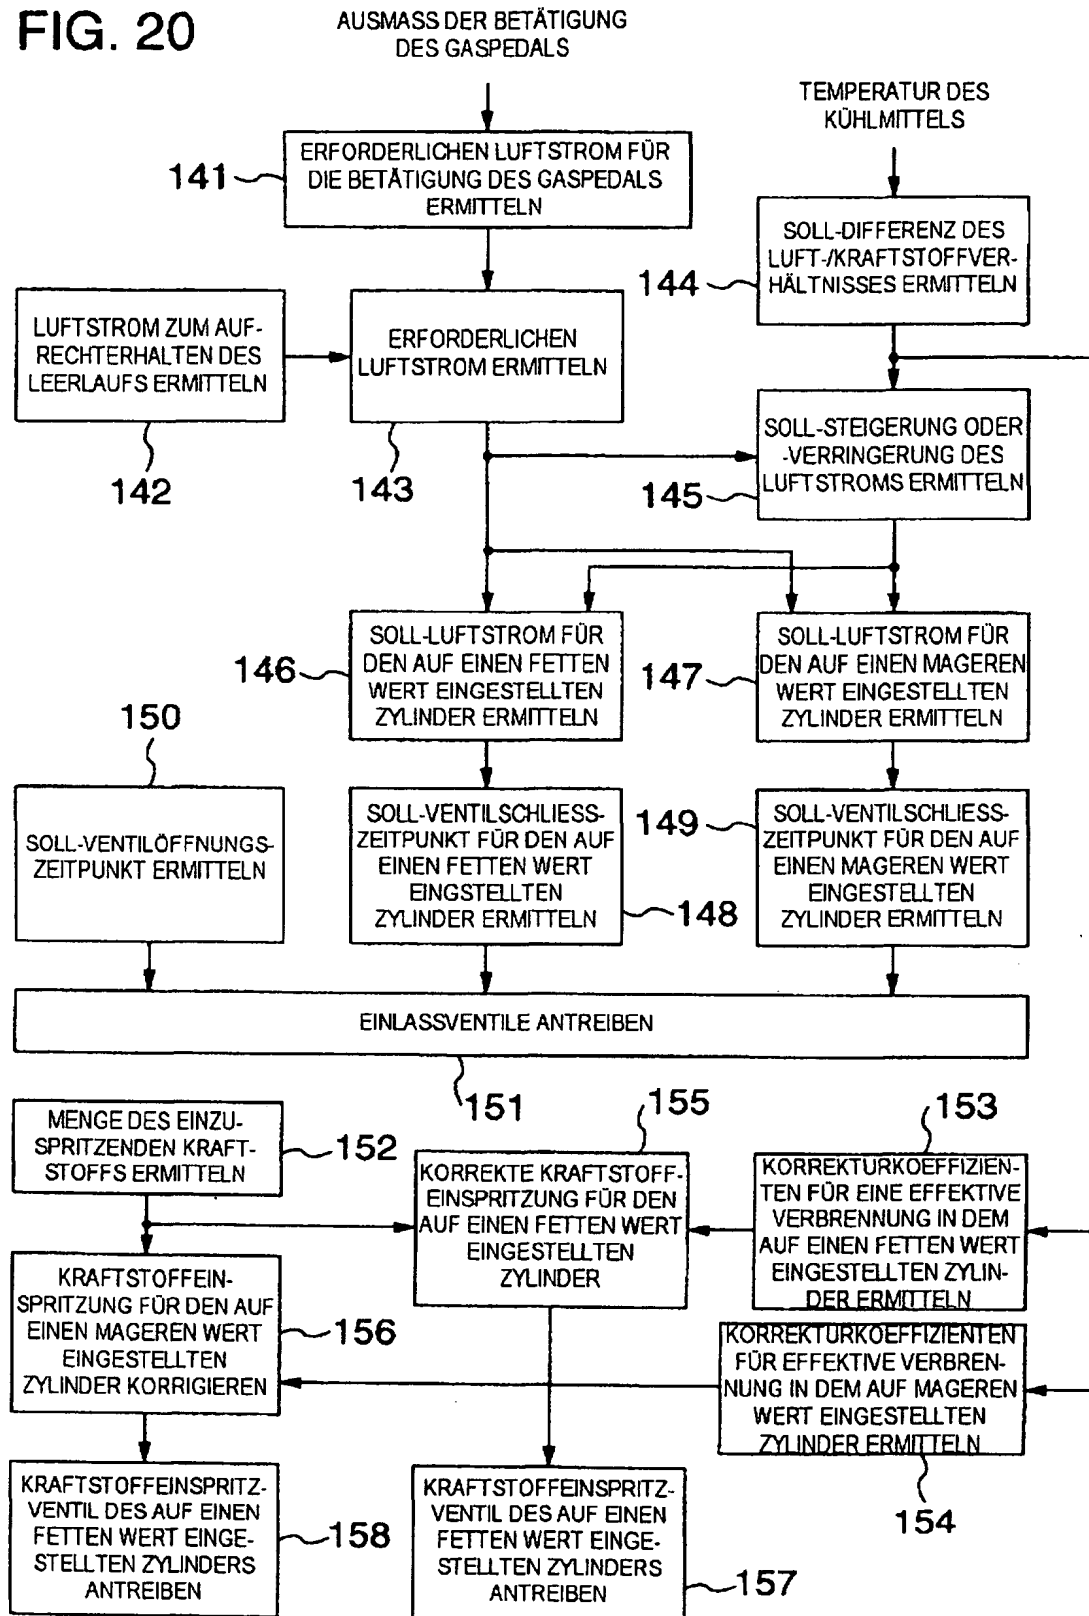 FIG. 20
AUSMASS DER BETÄTIGUNG
DES GASPEDALS
TEMPERATUR DES
KÜHLMITTELS
141
ERFORDERLICHEN LUFTSTROM FÜR
DIE BETÄTIGUNG DES GASPEDALS
ERMITTELN
SOLL-DIFFERENZ DES
LUFT-/KRAFTSTOFFVER-
HÄLTNISSES ERMITTELN
144
LUFTSTROM ZUM AUF-
RECHTERHALTEN DES
LEERLAUFS ERMITTELN
142
ERFORDERLICHEN
LUFTSTROM ERMITTELN
143
SOLL-STEIGERUNG ODER
-VERRINGERUNG DES
LUFTSTROMS ERMITTELN
145
146
SOLL-LUFTSTROM FÜR
DEN AUF EINEN FETTEN
WERT EINGESTELLTEN
ZYLINDER ERMITTELN
147
SOLL-LUFTSTROM FÜR
DEN AUF EINEN MAGEREN
WERT EINGESTELLTEN
ZYLINDER ERMITTELN
150
SOLL-VENTILÖFFNUNGS-
ZEITPUNKT ERMITTELN
SOLL-VENTILSCHLIESS-
ZEITPUNKT FÜR DEN AUF
EINEN FETTEN WERT
EINGSTELLTEN
ZYLINDER ERMITTELN
148
149
SOLL-VENTILSCHLIESS-
ZEITPUNKT FÜR DEN AUF
EINEN MAGEREN WERT
EINGESTELLTEN
ZYLINDER ERMITTELN
EINLASSVENTILE ANTREIBEN
151
MENGE DES EINZU-
SPRITZENDEN KRAFT-
STOFFS ERMITTELN
152
155
KORREKTE KRAFTSTOFF-
EINSPRITZUNG FÜR DEN
AUF EINEN FETTEN WERT
EINGESTELLTEN
ZYLINDER
153
KORREKTURKOEFFIZIEN-
TEN FÜR EINE EFFEKTIVE
VERBRENNUNG IN DEM
AUF EINEN FETTEN WERT
EINGESTELLTEN ZYLIN-
DER ERMITTELN
KRAFTSTOFFEIN-
SPRITZUNG FÜR DEN AUF
EINEN MAGEREN WERT
EINGESTELLTEN
ZYLINDER KORRIGIEREN
156
KORREKTURKOEFFIZIENTEN
FÜR EFFEKTIVE VERBREN-
NUNG IN DEM AUF MAGEREN
WERT EINGESTELLTEN
ZYLINDER ERMITTELN
154
KRAFTSTOFFEINSPRITZ-
VENTIL DES AUF EINEN
FETTEN WERT EINGE-
STELLTEN ZYLINDERS
ANTREIBEN
158
KRAFTSTOFFEINSPRITZ-
VENTIL DES AUF EINEN
FETTEN WERT EINGE-
STELLTEN ZYLINDERS
ANTREIBEN
157